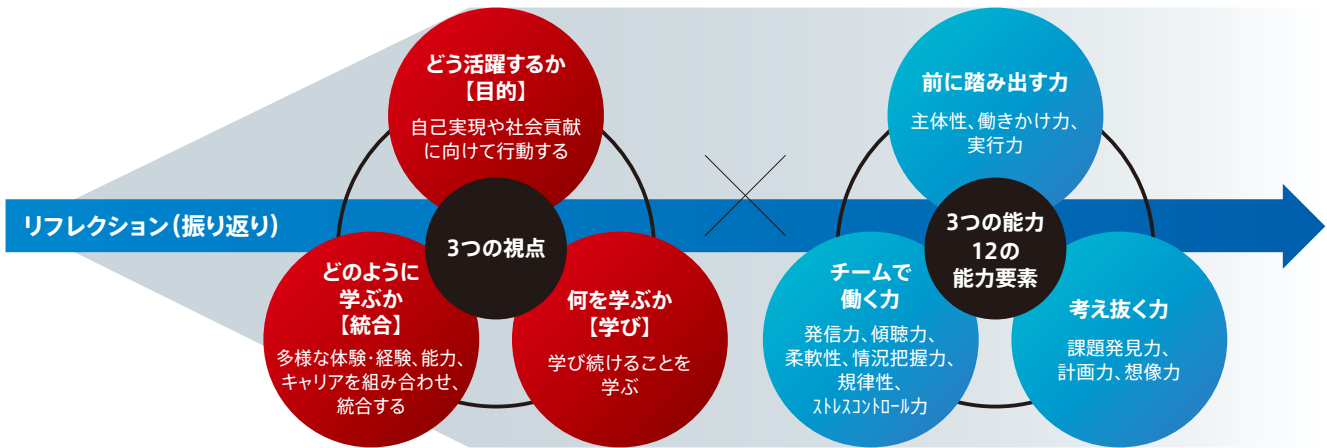 リフレクション（振り返り）
どう活躍するか
【目的】
自己実現や社会貢献
に向けて行動する
3つの視点
どのように
学ぶか
【統合】
多様な体験・経験、能力、
キャリアを組み合わせ、
統合する
何を学ぶか
【学び】
学び続けることを
学ぶ
前に踏み出す力
主体性、働きかけ力、
実行力
3つの能力
12の
能力要素
チームで
働く力
発信力、傾聴力、
柔軟性、情況把握力、
規律性、
ｽﾄﾚｽｺﾝﾄﾛｰﾙ力
考え抜く力
課題発見力、
計画力、想像力